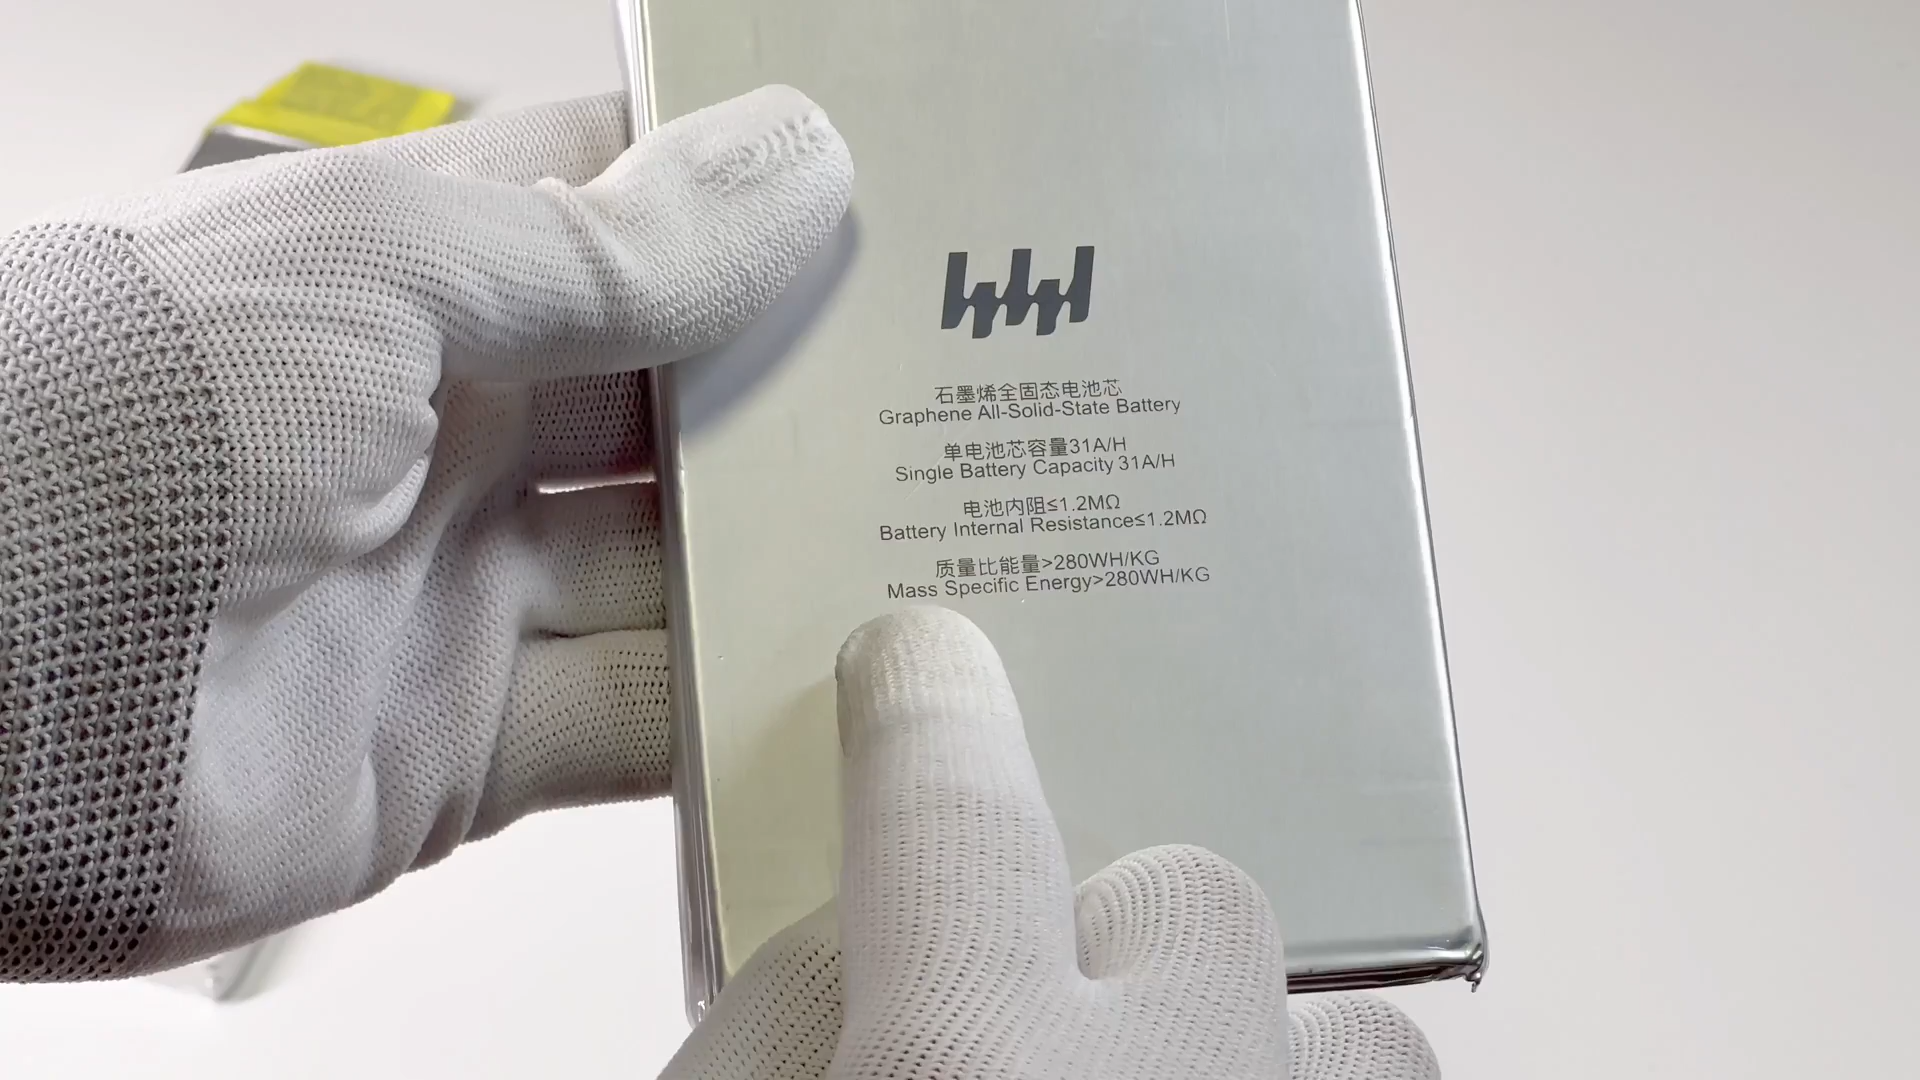 石墨烯全固态电池芯
Graphene All-Solid-State Battery
单电池芯容量31A/H
Single Battery Capacity 31A/H
电池内阻≤1.2MΩ
Battery Internal Resistance≤1.2MΩ
质量比能量>280WH/KG
Mass Specific Energy>280WH/KG